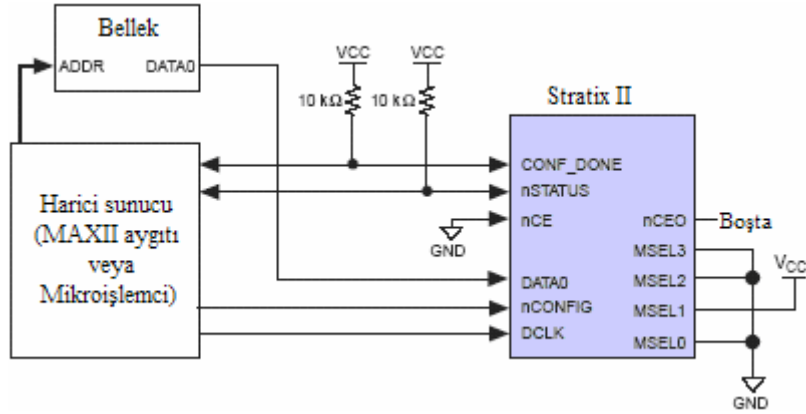 Bellek
ADDR DATA0
VCC VCC
10 kΩ 10 kΩ
Stratix II
Harici sunucu
(MAXII aygıtı
veya
Mikroişlemci)
CONF_DONE
nSTATUS
nCE
GND
DATA0
nCONFIG
DCLK
nCEO
Boşta
MSEL3
MSEL2
MSEL1
MSEL0
VCC
GND